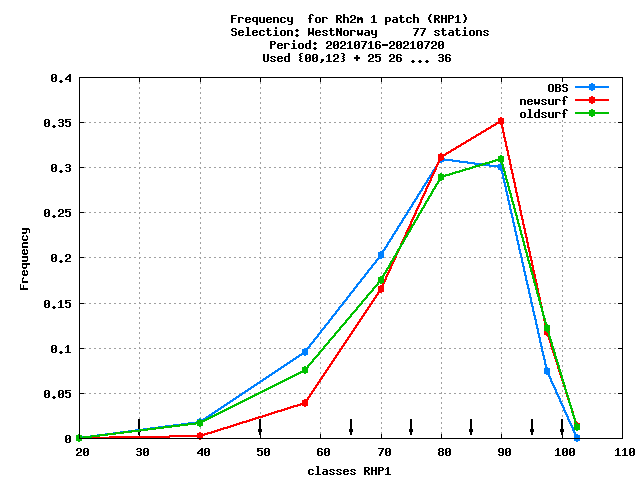 Frequency  for Rh2m 1 patch (RHP1)
Selection: WestNorway     77 stations
Period: 20210716-20210720
Used {00,12} + 25 26 ... 36
OBS
newsurf
oldsurf
0.4
0.35
0.3
0.25
0.2
0.15
0.1
0.05
0
Frequency
20 30 40 50 60 70 80 90 100 110
classes RHP1